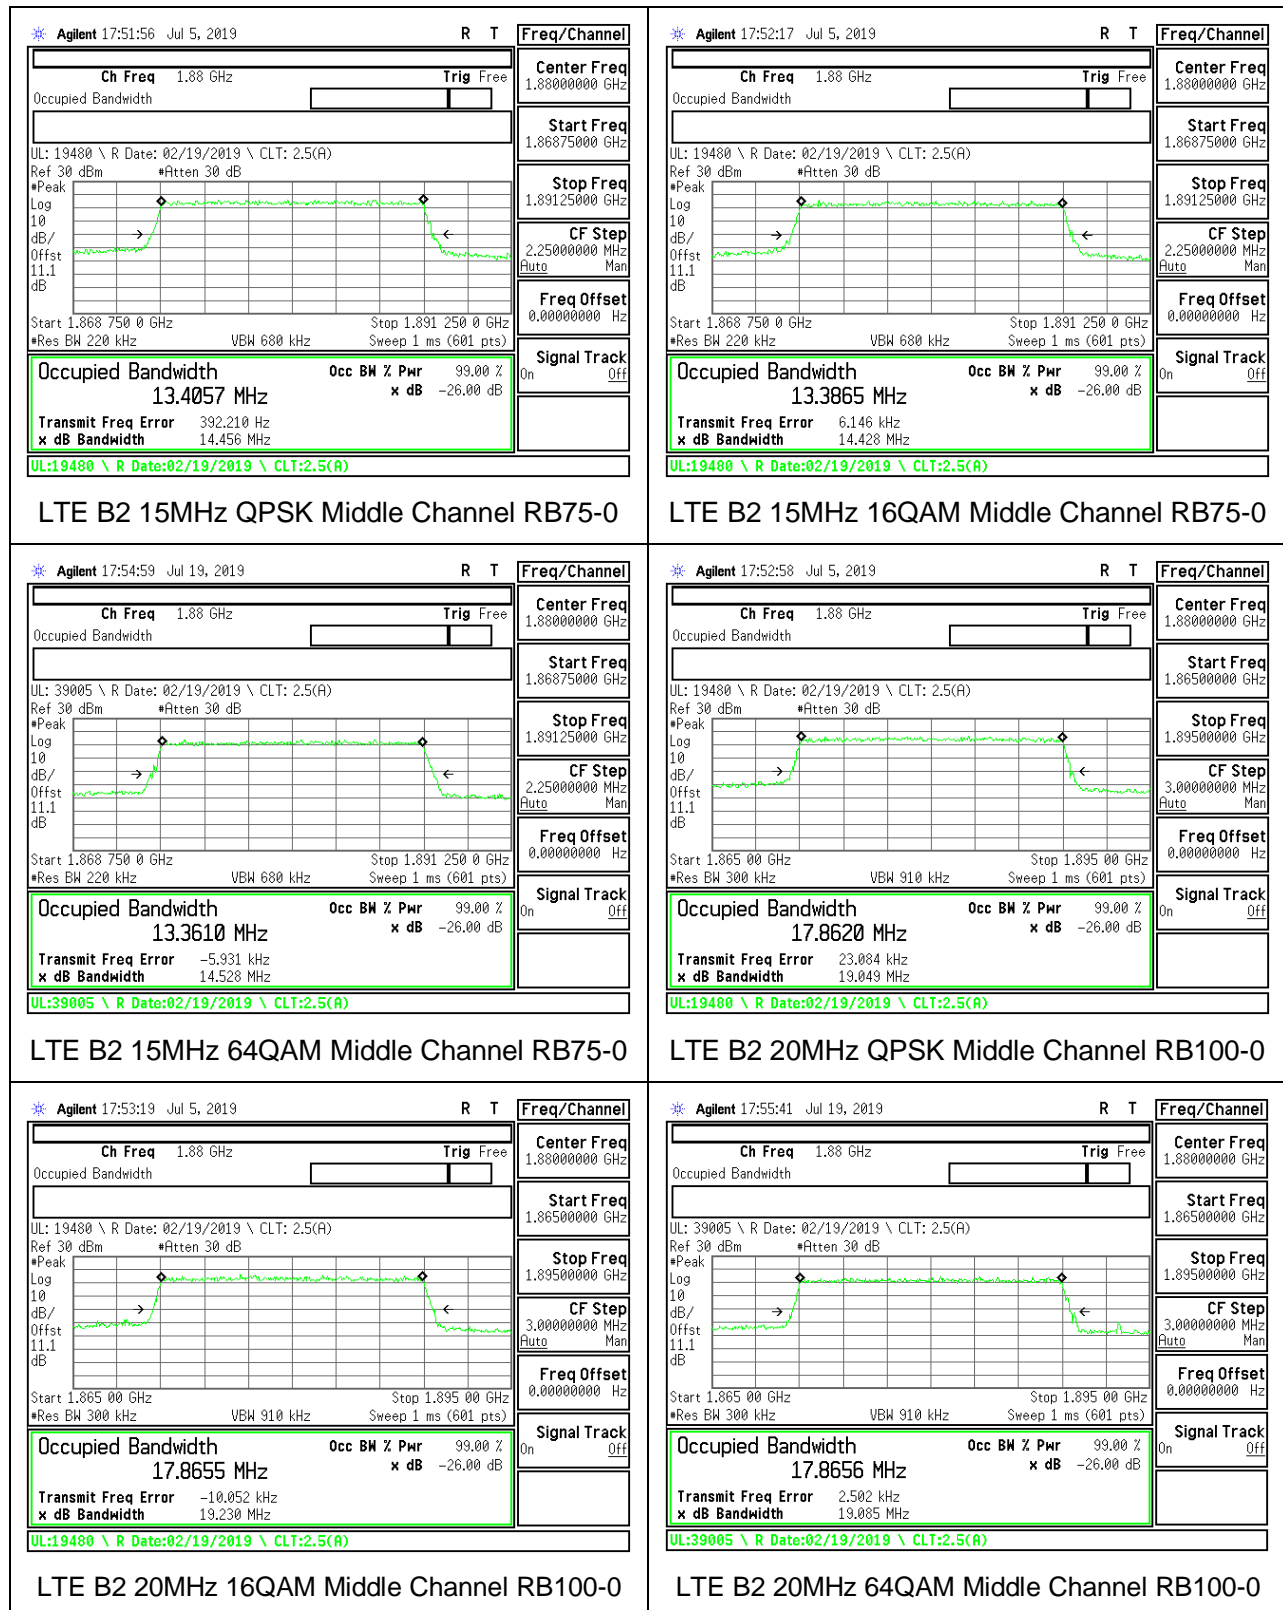 Agilent 17:51:56 Jul 5, 2019 R T Freq/Channel
Ch Freq 1.88 GHz Trig Free
Occupied Bandwidth
Center Freq
1.88000000 GHz
Start Freq
1.86875000 GHz
Stop Freq
1.89125000 GHz
CF Step
2.25000000 MHz
Auto Man
Freq Offset
0.00000000 Hz
Signal Track
On Off
UL: 19480 \ R Date: 02/19/2019 \ CLT: 2.5(A)
Ref 30 dBm #Atten 30 dB
#Peak
Log
10
dB/
Offst
11.1
dB
Start 1.868 750 0 GHz Stop 1.891 250 0 GHz
#Res BW 220 kHz VBW 680 kHz Sweep 1 ms (601 pts)
Occupied Bandwidth Occ BW % Pwr 99.00 %
13.4057 MHz x dB -26.00 dB
Transmit Freq Error 392.210 Hz
x dB Bandwidth 14.456 MHz
UL:19480 \ R Date:02/19/2019 \ CLT:2.5(A)
LTE B2 15MHz QPSK Middle Channel RB75-0
Agilent 17:52:17 Jul 5, 2019 R T Freq/Channel
Ch Freq 1.88 GHz Trig Free
Occupied Bandwidth
Center Freq
1.88000000 GHz
Start Freq
1.86875000 GHz
Stop Freq
1.89125000 GHz
CF Step
2.25000000 MHz
Auto Man
Freq Offset
0.00000000 Hz
Signal Track
On Off
UL: 19480 \ R Date: 02/19/2019 \ CLT: 2.5(A)
Ref 30 dBm #Atten 30 dB
#Peak
Log
10
dB/
Offst
11.1
dB
Start 1.868 750 0 GHz Stop 1.891 250 0 GHz
#Res BW 220 kHz VBW 680 kHz Sweep 1 ms (601 pts)
Occupied Bandwidth Occ BW % Pwr 99.00 %
13.3865 MHz x dB -26.00 dB
Transmit Freq Error 6.146 kHz
x dB Bandwidth 14.428 MHz
UL:19480 \ R Date:02/19/2019 \ CLT:2.5(A)
LTE B2 15MHz 16QAM Middle Channel RB75-0
Agilent 17:54:59 Jul 19, 2019 R T Freq/Channel
Ch Freq 1.88 GHz Trig Free
Occupied Bandwidth
Center Freq
1.88000000 GHz
Start Freq
1.86875000 GHz
Stop Freq
1.89125000 GHz
CF Step
2.25000000 MHz
Auto Man
Freq Offset
0.00000000 Hz
Signal Track
On Off
UL: 39005 \ R Date: 02/19/2019 \ CLT: 2.5(A)
Ref 30 dBm #Atten 30 dB
#Peak
Log
10
dB/
Offst
11.1
dB
Start 1.868 750 0 GHz Stop 1.891 250 0 GHz
#Res BW 220 kHz VBW 680 kHz Sweep 1 ms (601 pts)
Occupied Bandwidth Occ BW % Pwr 99.00 %
13.3610 MHz x dB -26.00 dB
Transmit Freq Error -5.931 kHz
x dB Bandwidth 14.528 MHz
UL:39005 \ R Date:02/19/2019 \ CLT:2.5(A)
LTE B2 15MHz 64QAM Middle Channel RB75-0
Agilent 17:52:58 Jul 5, 2019 R T Freq/Channel
Ch Freq 1.88 GHz Trig Free
Occupied Bandwidth
Center Freq
1.88000000 GHz
Start Freq
1.86500000 GHz
Stop Freq
1.89500000 GHz
CF Step
3.00000000 MHz
Auto Man
Freq Offset
0.00000000 Hz
Signal Track
On Off
UL: 19480 \ R Date: 02/19/2019 \ CLT: 2.5(A)
Ref 30 dBm #Atten 30 dB
#Peak
Log
10
dB/
Offst
11.1
dB
Start 1.865 00 GHz Stop 1.895 00 GHz
#Res BW 300 kHz VBW 910 kHz Sweep 1 ms (601 pts)
Occupied Bandwidth Occ BW % Pwr 99.00 %
17.8620 MHz x dB -26.00 dB
Transmit Freq Error 23.084 kHz
x dB Bandwidth 19.049 MHz
UL:19480 \ R Date:02/19/2019 \ CLT:2.5(A)
LTE B2 20MHz QPSK Middle Channel RB100-0
Agilent 17:53:19 Jul 5, 2019 R T Freq/Channel
Ch Freq 1.88 GHz Trig Free
Occupied Bandwidth
Center Freq
1.88000000 GHz
Start Freq
1.86500000 GHz
Stop Freq
1.89500000 GHz
CF Step
3.00000000 MHz
Auto Man
Freq Offset
0.00000000 Hz
Signal Track
On Off
UL: 19480 \ R Date: 02/19/2019 \ CLT: 2.5(A)
Ref 30 dBm #Atten 30 dB
#Peak
Log
10
dB/
Offst
11.1
dB
Start 1.865 00 GHz Stop 1.895 00 GHz
#Res BW 300 kHz VBW 910 kHz Sweep 1 ms (601 pts)
Occupied Bandwidth Occ BW % Pwr 99.00 %
17.8655 MHz x dB -26.00 dB
Transmit Freq Error -10.052 kHz
x dB Bandwidth 19.230 MHz
UL:19480 \ R Date:02/19/2019 \ CLT:2.5(A)
LTE B2 20MHz 16QAM Middle Channel RB100-0
Agilent 17:55:41 Jul 19, 2019 R T Freq/Channel
Ch Freq 1.88 GHz Trig Free
Occupied Bandwidth
Center Freq
1.88000000 GHz
Start Freq
1.86500000 GHz
Stop Freq
1.89500000 GHz
CF Step
3.00000000 MHz
Auto Man
Freq Offset
0.00000000 Hz
Signal Track
On Off
UL: 39005 \ R Date: 02/19/2019 \ CLT: 2.5(A)
Ref 30 dBm #Atten 30 dB
#Peak
Log
10
dB/
Offst
11.1
dB
Start 1.865 00 GHz Stop 1.895 00 GHz
#Res BW 300 kHz VBW 910 kHz Sweep 1 ms (601 pts)
Occupied Bandwidth Occ BW % Pwr 99.00 %
17.8656 MHz x dB -26.00 dB
Transmit Freq Error 2.502 kHz
x dB Bandwidth 19.085 MHz
UL:39005 \ R Date:02/19/2019 \ CLT:2.5(A)
LTE B2 20MHz 64QAM Middle Channel RB100-0